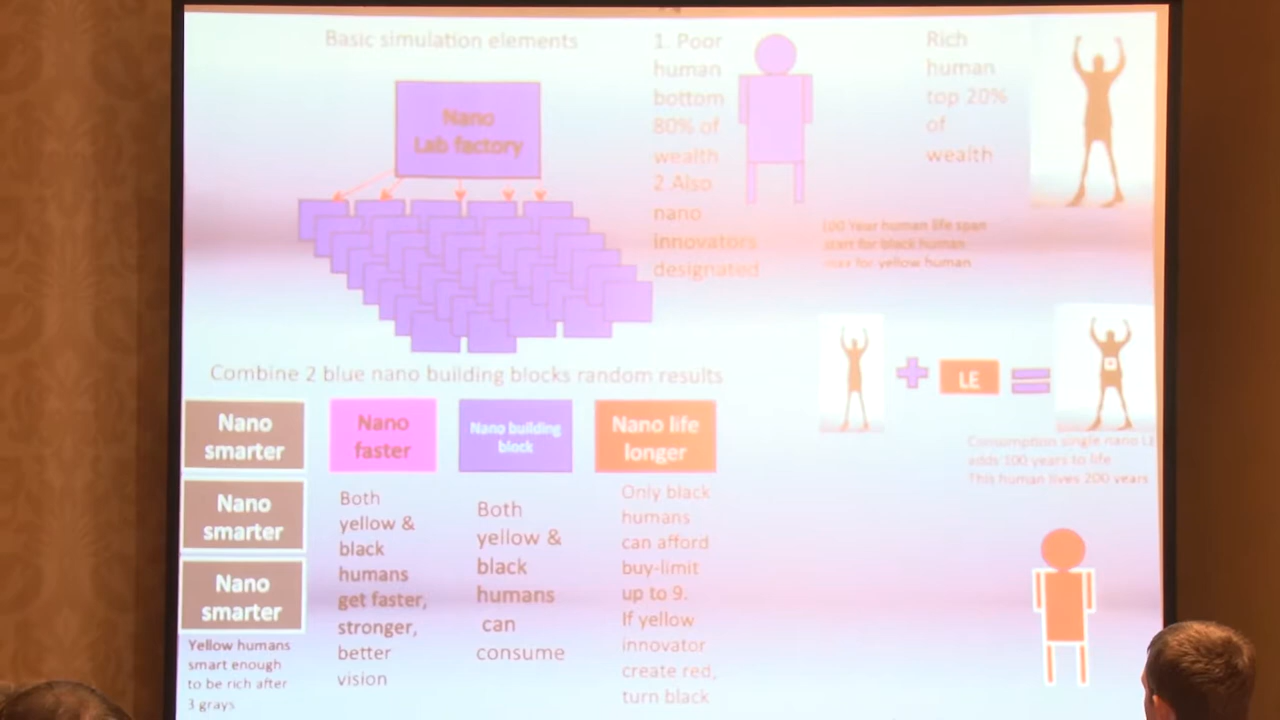 Basic simulation elements
Nano
Lab factory
1. Poor
human
bottom
80% of
wealth
2.Also
nano
innovators
designated
Rich
human
top 20%
of
wealth
100 Year human life span
start for black human
max for yellow human
+
LE
=
Consumption single nano LE
adds 100 years to life
This human lives 200 years
Combine 2 blue nano building blocks random results
Nano
smarter
Nano
smarter
Nano
smarter
Yellow humans
smart enough
to be rich after
3 grays
Nano
faster
Both
yellow &
black
humans
get faster,
stronger,
better
vision
Nano building
block
Both
yellow &
black
humans
can
consume
Nano life
longer
Only black
humans
can afford
buy-limit
up to 9.
If yellow
innovator
create red,
turn black